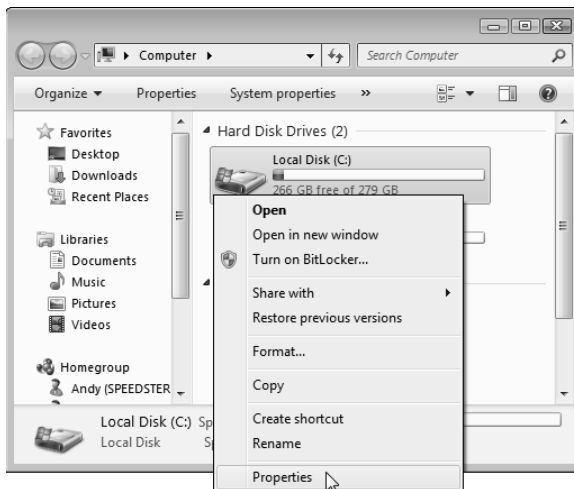 Computer
Search Computer
Organize
Properties
System properties
»
Favorites
Desktop
Downloads
Recent Places
Libraries
Documents
Music
Pictures
Videos
Homegroup
Andy (SPEEDSTER
Hard Disk Drives (2)
Local Disk (C:)
266 GB free of 279 GB
Open
Open in new window
Turn on BitLocker...
Share with
Restore previous versions
Format...
Copy
Create shortcut
Rename
Properties
Local Disk (C:) Sp
Local Disk